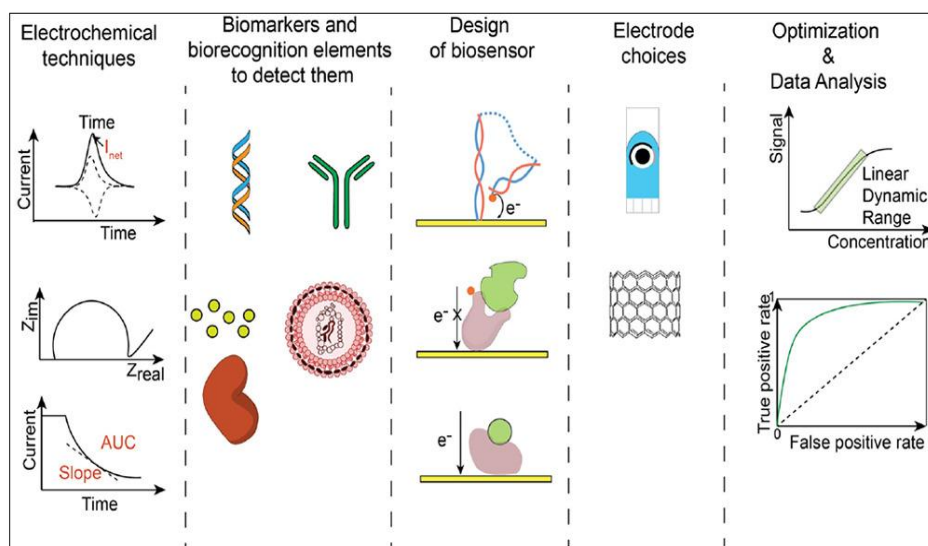 Electrochemical
techniques
Biomarkers and
biorecognition elements
to detect them
Design
of biosensor
Electrode
choices
Optimization
&
Data Analysis
Time
I net
Current
Time
Z im
Z real
Current
AUC
Slope
Time
e-
e- x
e-
Signal
Linear
Dynamic
Range
Concentration
1
True positive rate
0
False positive rate